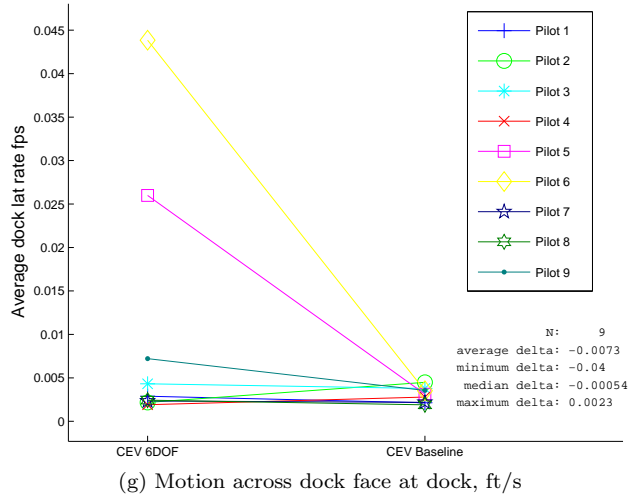 0.045
0.04
0.035
0.03
0.025
0.02
0.015
0.01
0.005
0
Average dock lat rate fps
CEV 6DOF
CEV Baseline
Pilot 1
Pilot 2
Pilot 3
Pilot 4
Pilot 5
Pilot 6
Pilot 7
Pilot 8
Pilot 9
N: 9
average delta: -0.0073
minimum delta: -0.04
median delta: -0.00054
maximum delta: 0.0023
(g) Motion across dock face at dock, ft/s